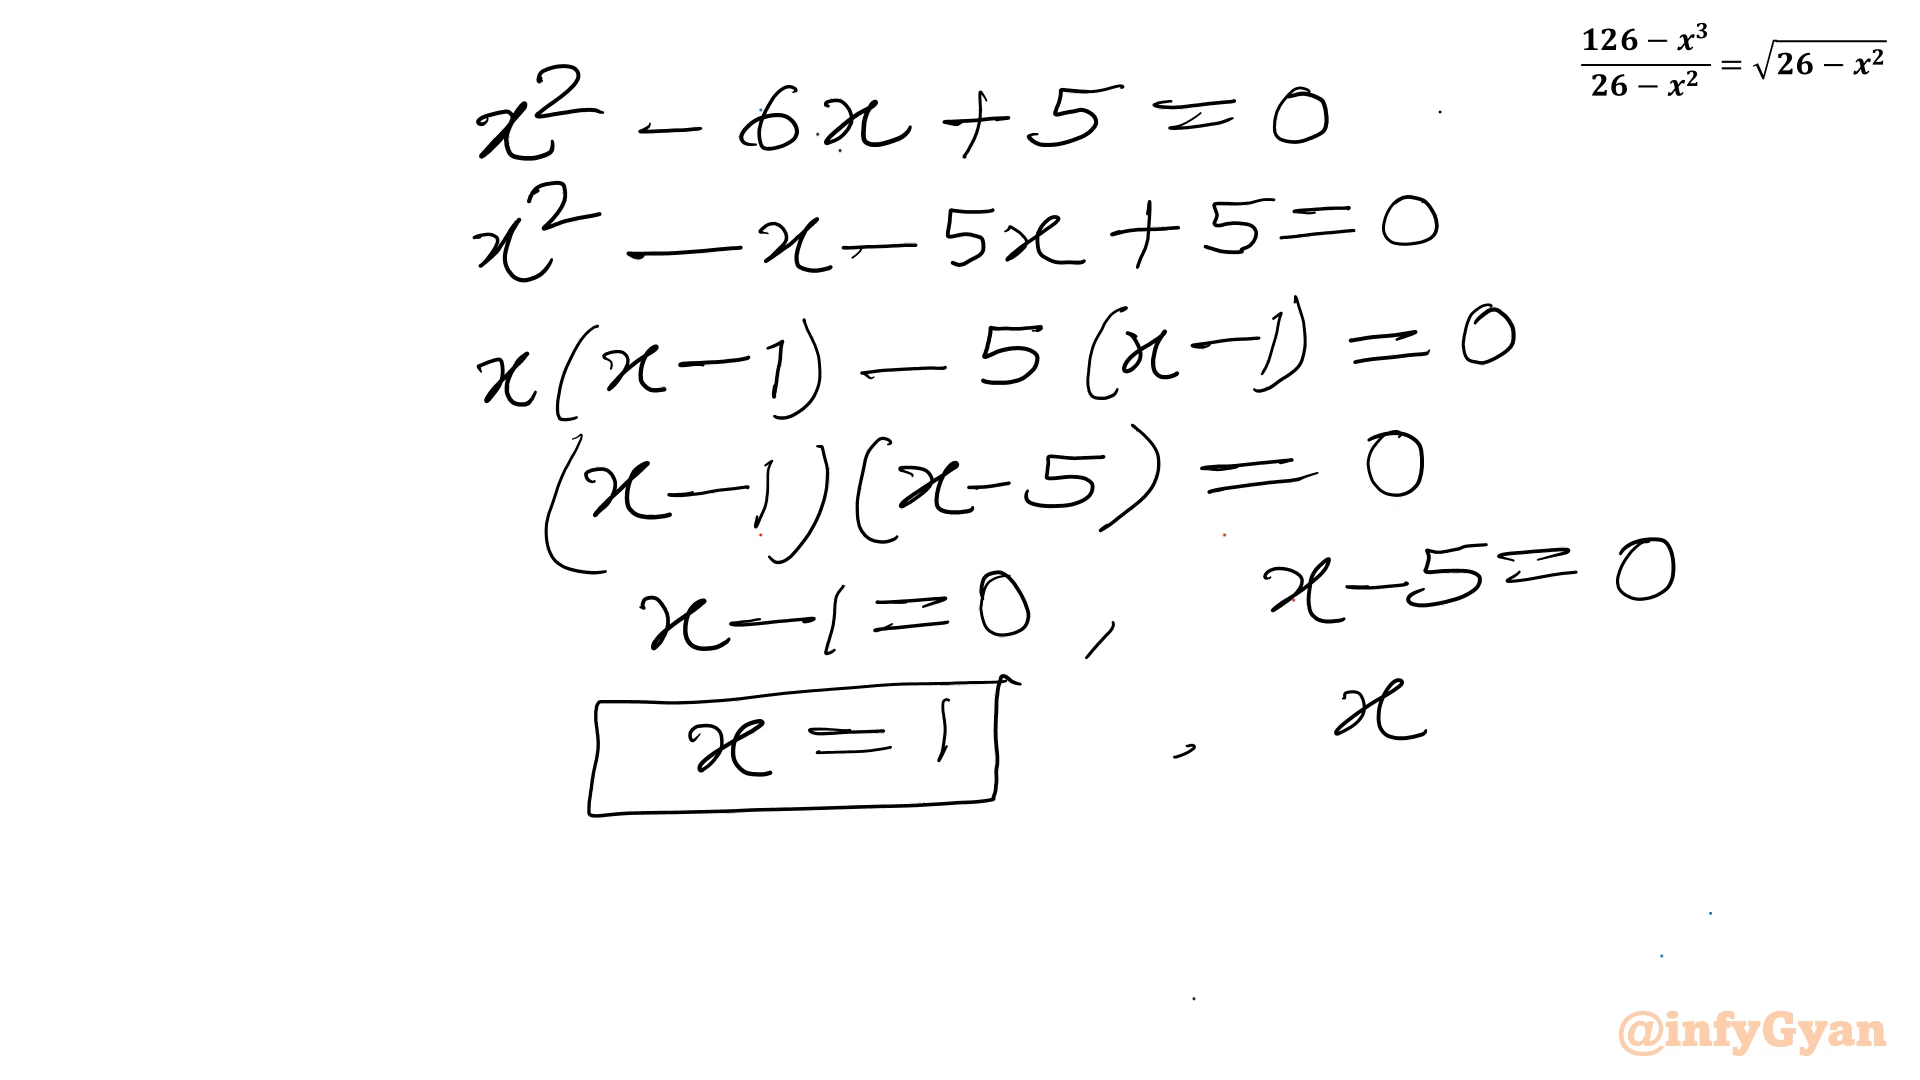 126 − x³ / 26 − x² = √26 − x²
x² − 6x + 5 = 0
x² − x − 5x + 5 = 0
x(x − 1) − 5(x − 1) = 0
(x − 1)(x − 5) = 0
x − 1 = 0 , x − 5 = 0
x = 1 , x
@infyGyan